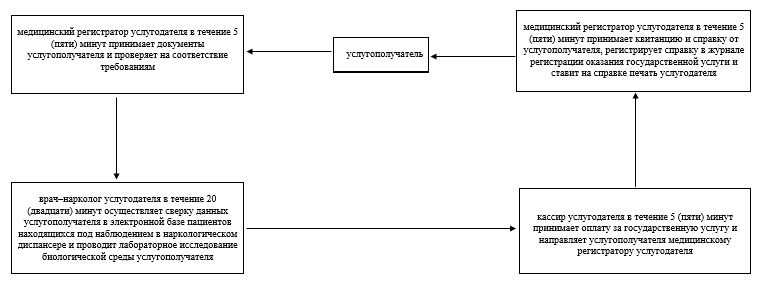 медицинский регистратор услугодателя в течение 5
(пяти) минут принимает документы
услугополучателя и проверяет на соответствие
требованиям
услугополучатель
медицинский регистратор услугодателя в течение 5
(пяти) минут принимает квитанцию и справку от
услугополучателя, регистрирует справку в журнале
регистрации оказания государственной услуги и
ставит на справке печать услугодателя
врач–нарколог услугодателя в течение 20
(двадцати) минут осуществляет сверку данных
услугополучателя в электронной базе пациентов
находящихся под наблюдением в наркологическом
диспансере и проводит лабораторное исследование
биологической среды услугополучателя
кассир услугодателя в течение 5 (пяти) минут
принимает оплату за государственную услугу и
направляет услугополучателя медицинскому
регистратору услугодателя